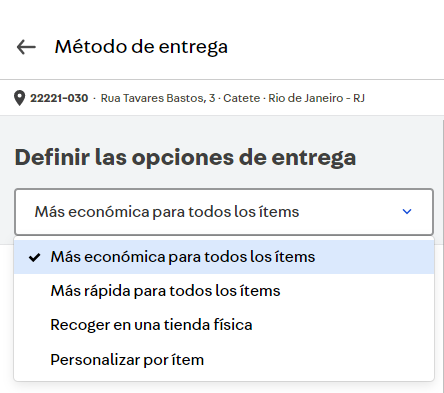 Método de entrega
22221-030 · Rua Tavares Bastos, 3 · Catete · Rio de Janeiro - RJ
Definir las opciones de entrega
Más económica para todos los ítems
Más económica para todos los ítems
Más rápida para todos los ítems
Recoger en una tienda física
Personalizar por ítem